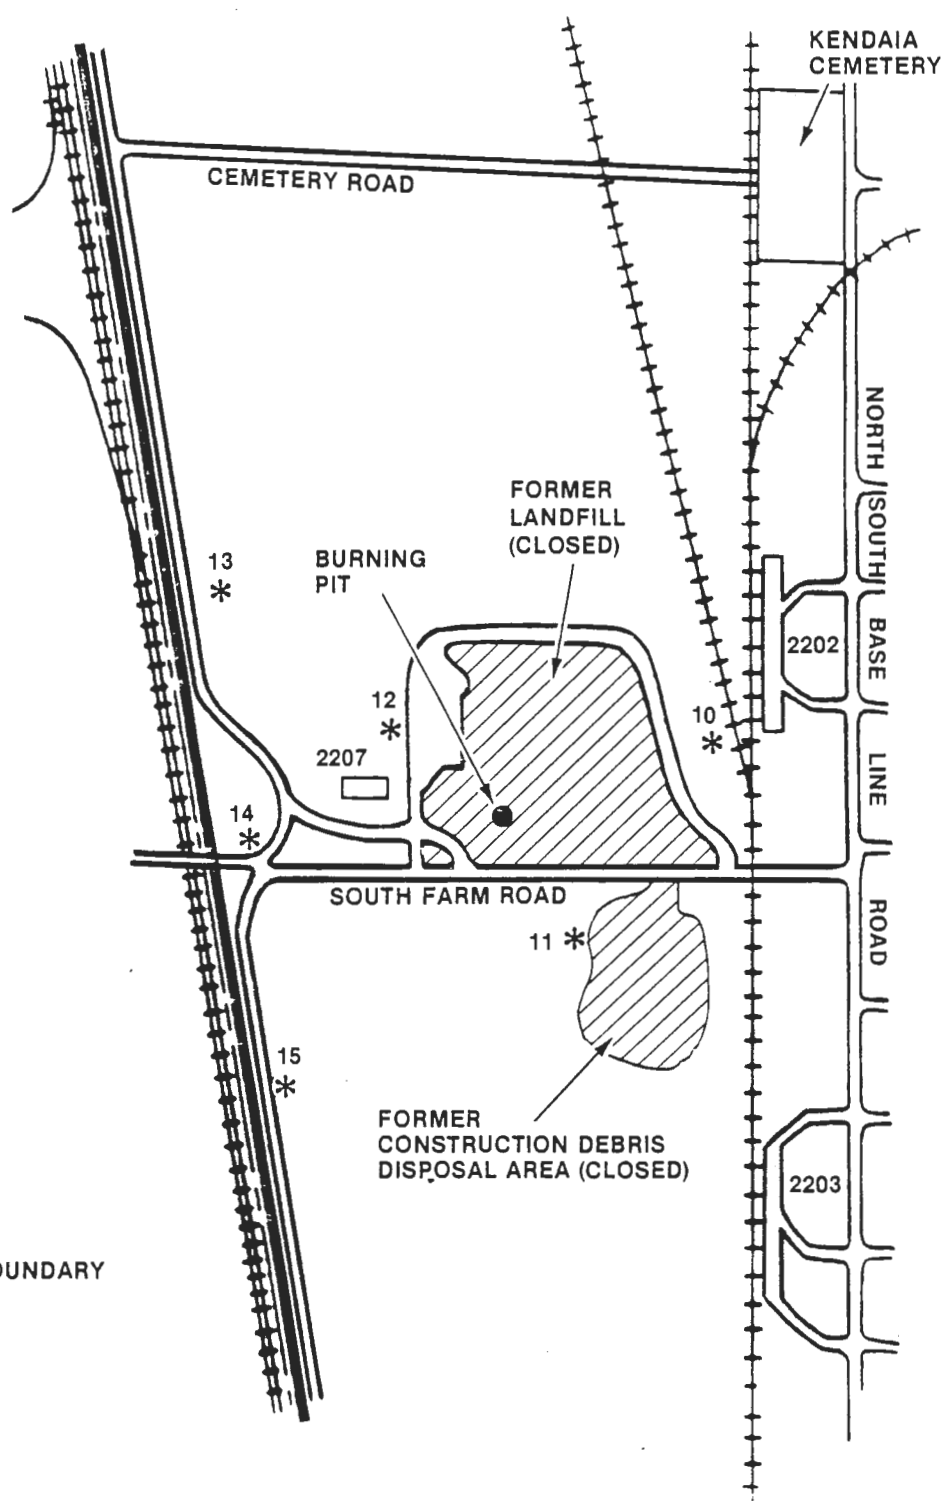 KENDAIA
CEMETERY
CEMETERY ROAD
NORTH/SOUTH BASE LINE ROAD
FORMER
LANDFILL
(CLOSED)
BURNING
PIT
13
2202
12
10
2207
14
SOUTH FARM ROAD
11
15
FORMER
CONSTRUCTION DEBRIS
DISPOSAL AREA (CLOSED)
2203
OUNDARY